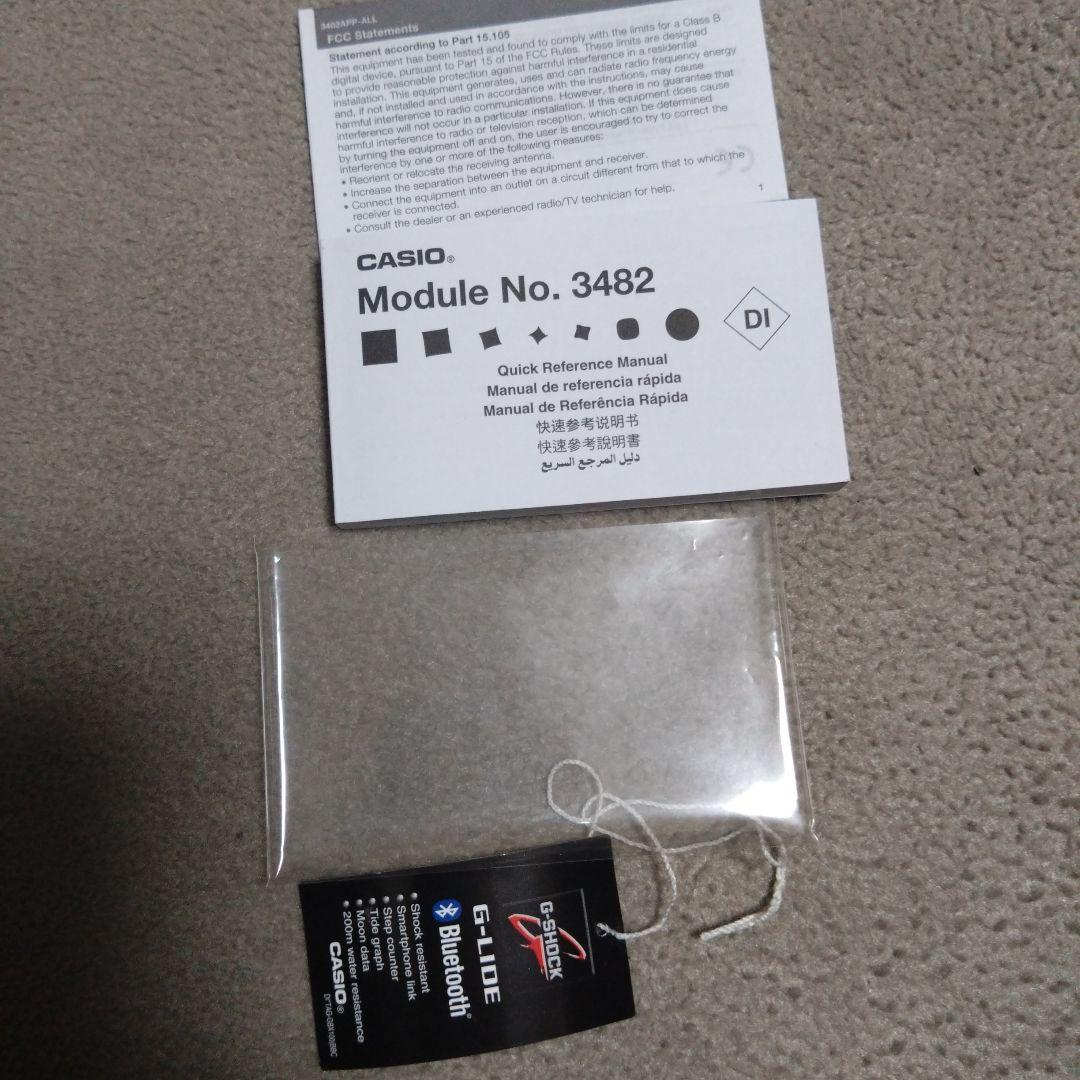 3482APP-ALL
FCC Statements
Statement according to Part 15.105
This equipment has been tested and found to comply with the limits for a Class B
digital device, pursuant to Part 15 of the FCC Rules. These limits are designed
to provide reasonable protection against harmful interference in a residential
installation. This equipment generates, uses and can radiate radio frequency energy
and, if not installed and used in accordance with the instructions, may cause
harmful interference to radio communications. However, there is no guarantee that
interference will not occur in a particular installation. If this equipment does cause
harmful interference to radio or television reception, which can be determined
by turning the equipment off and on, the user is encouraged to try to correct the
interference by one or more of the following measures:
• Reorient or relocate the receiving antenna.
• Increase the separation between the equipment and receiver.
• Connect the equipment into an outlet on a circuit different from that to which the
receiver is connected.
• Consult the dealer or an experienced radio/TV technician for help.
CE
1
CASIO®
Module No. 3482
DI
Quick Reference Manual
Manual de referencia rápida
Manual de Referência Rápida
快速参考说明书
快速參考說明書
دليل المرجع السريع
G-SHOCK
G-LIDE
Bluetooth®
• Shock resistant
• Smartphone link
• Step counter
• Tide graph
• Moon data
• 200m water resistance
CASIO®